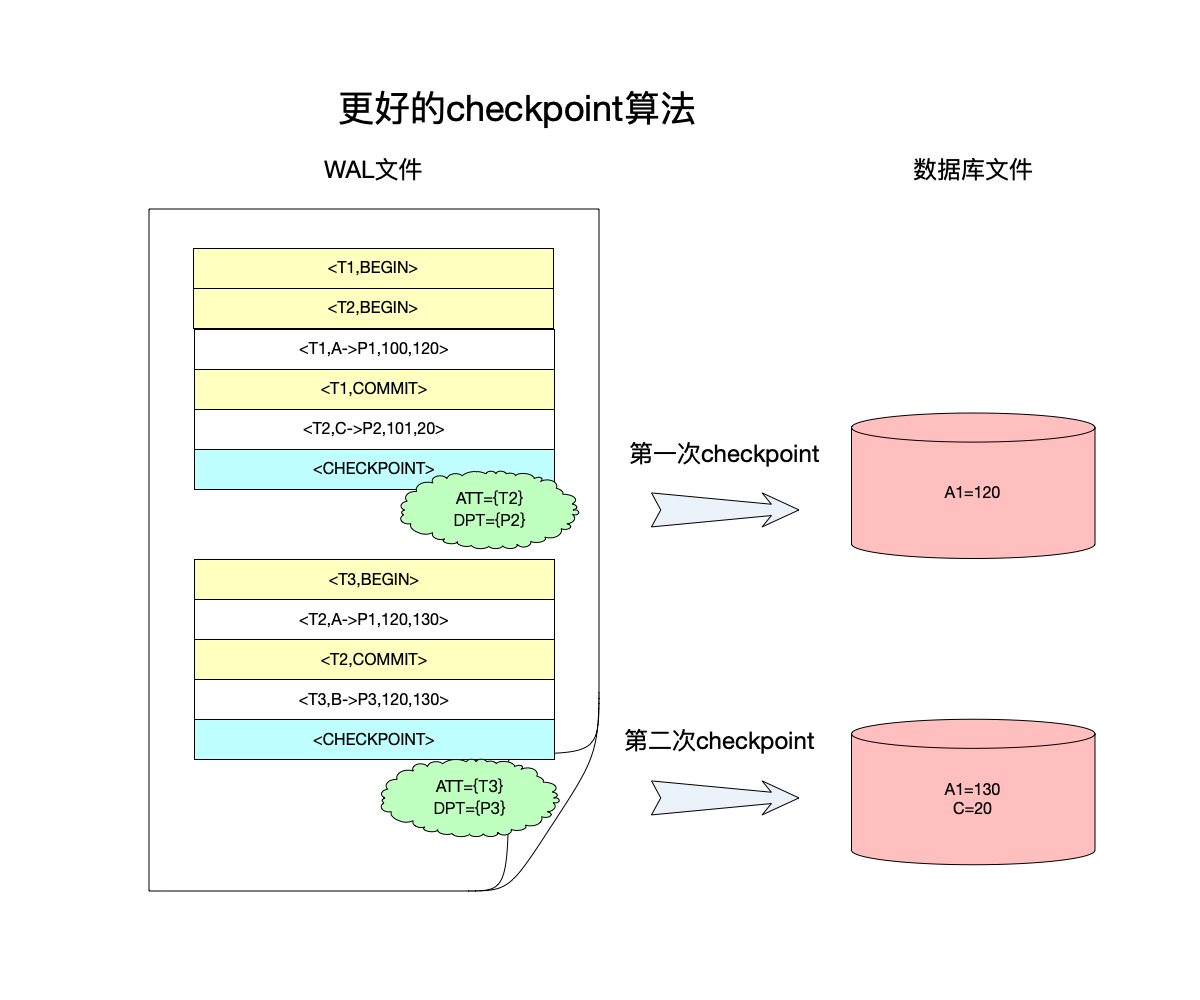 更好的checkpoint算法
WAL文件
数据库文件
<T1,BEGIN>
<T2,BEGIN>
<T1,A->P1,100,120>
<T1,COMMIT>
<T2,C->P2,101,20>
<CHECKPOINT>
ATT={T2}
DPT={P2}
第一次checkpoint
A1=120
<T3,BEGIN>
<T2,A->P1,120,130>
<T2,COMMIT>
<T3,B->P3,120,130>
<CHECKPOINT>
ATT={T3}
DPT={P3}
第二次checkpoint
A1=130
C=20